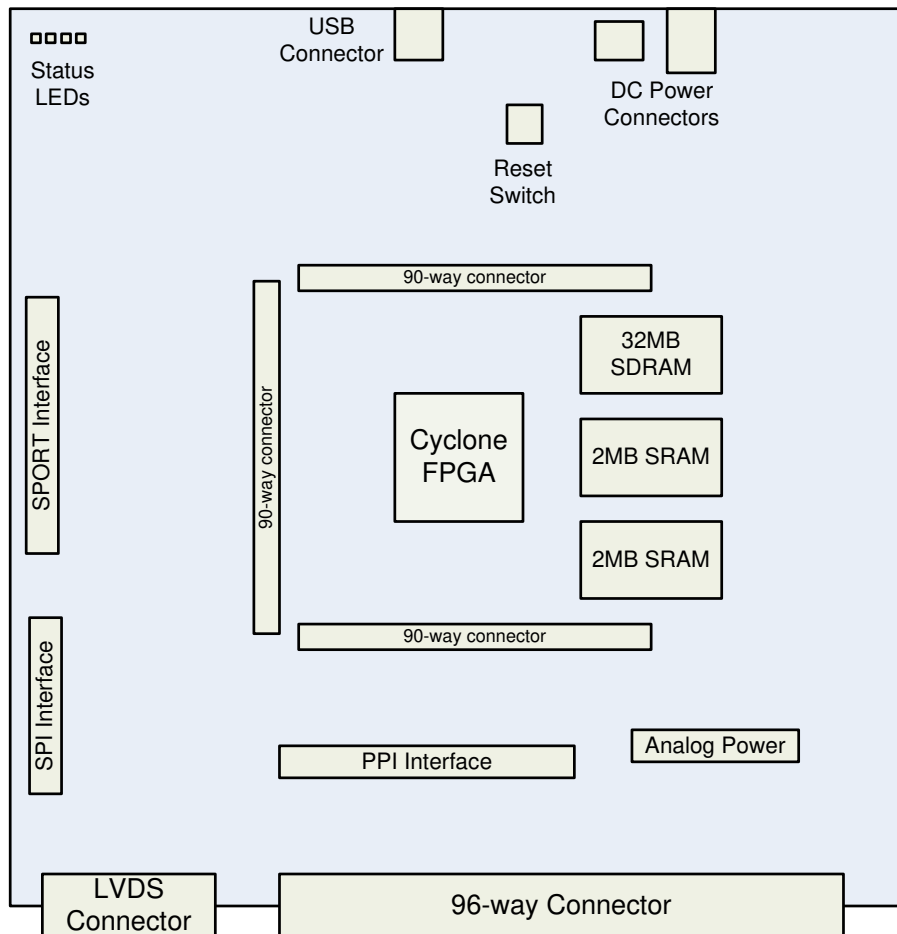 USB
Connector
Status
LEDs
DC Power
Connectors
Reset
Switch
90-way connector
90-way connector
SPORT Interface
32MB
SDRAM
Cyclone
FPGA
2MB SRAM
2MB SRAM
90-way connector
SPI Interface
PPI Interface
Analog Power
LVDS
Connector
96-way Connector